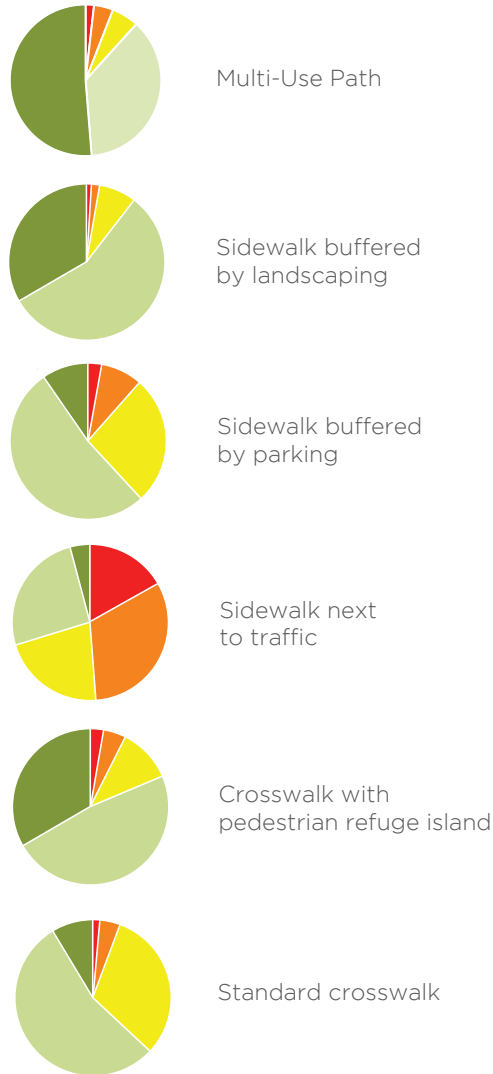 Multi-Use Path
Sidewalk buffered
by landscaping
Sidewalk buffered
by parking
Sidewalk next
to traffic
Crosswalk with
pedestrian refuge island
Standard crosswalk